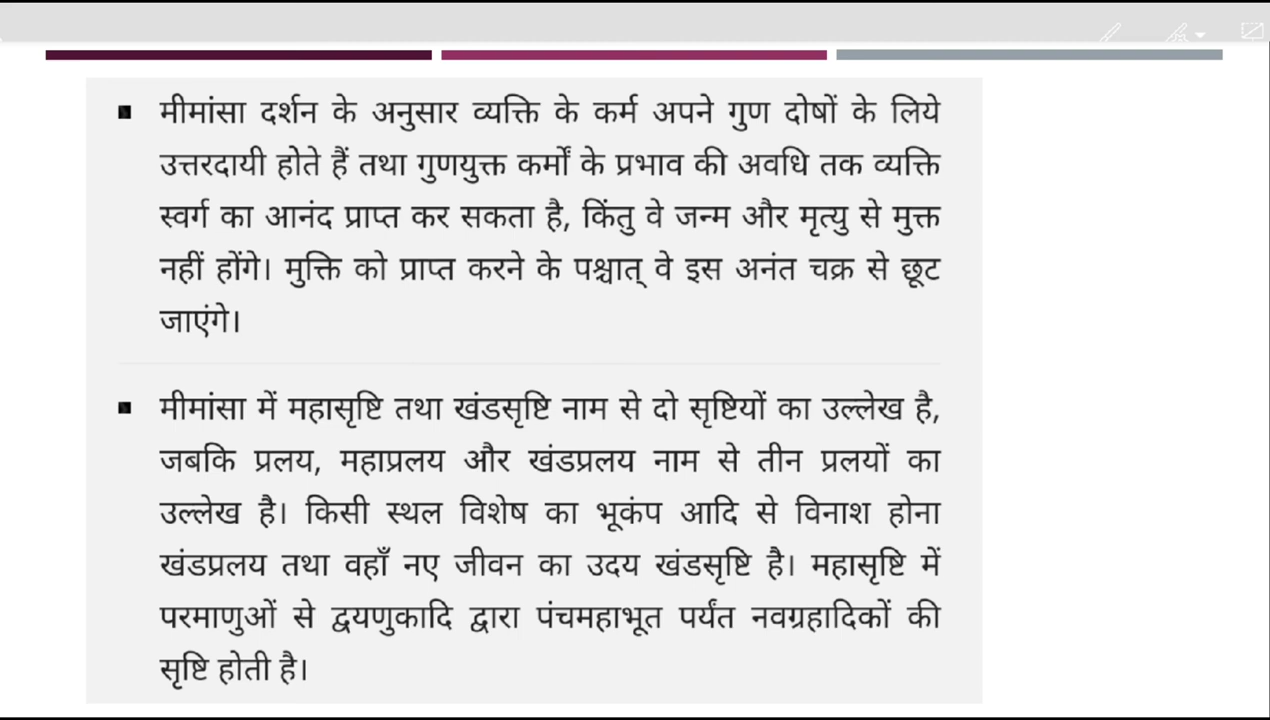 मीमांसा दर्शन के अनुसार व्यक्ति के कर्म अपने गुण दोषों के लिये
उत्तरदायी होते हैं तथा गुणयुक्त कर्मों के प्रभाव की अवधि तक व्यक्ति
स्वर्ग का आनंद प्राप्त कर सकता है, किंतु वे जन्म और मृत्यु से मुक्त
नहीं होंगे। मुक्ति को प्राप्त करने के पश्चात् वे इस अनंत चक्र से छूट
जाएंगे।
मीमांसा में महासृष्टि तथा खंडसृष्टि नाम से दो सृष्टियों का उल्लेख है,
जबकि प्रलय, महाप्रलय और खंडप्रलय नाम से तीन प्रलयों का
उल्लेख है। किसी स्थल विशेष का भूकंप आदि से विनाश होना
खंडप्रलय तथा वहाँ नए जीवन का उदय खंडसृष्टि है। महासृष्टि में
परमाणुओं से द्वयणुकादि द्वारा पंचमहाभूत पर्यंत नवग्रहादिकों की
सृष्टि होती है।